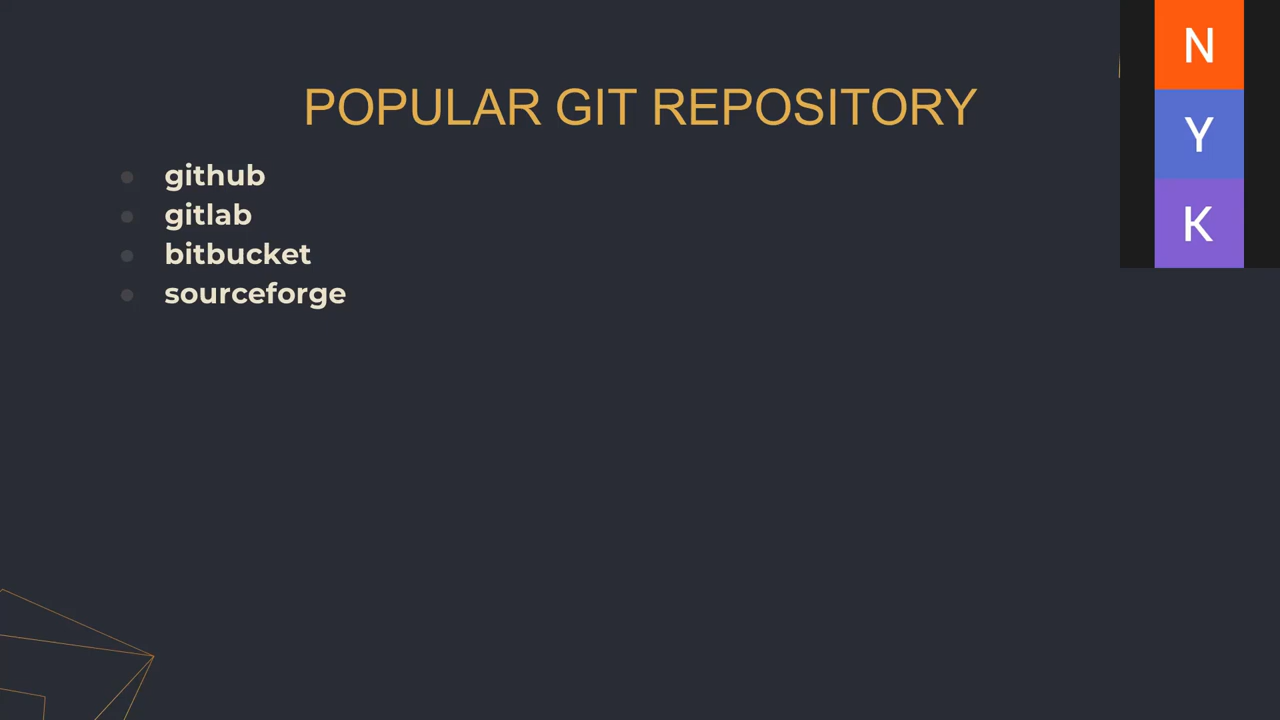 POPULAR GIT REPOSITORY
github
gitlab
bitbucket
sourceforge
N
Y
K